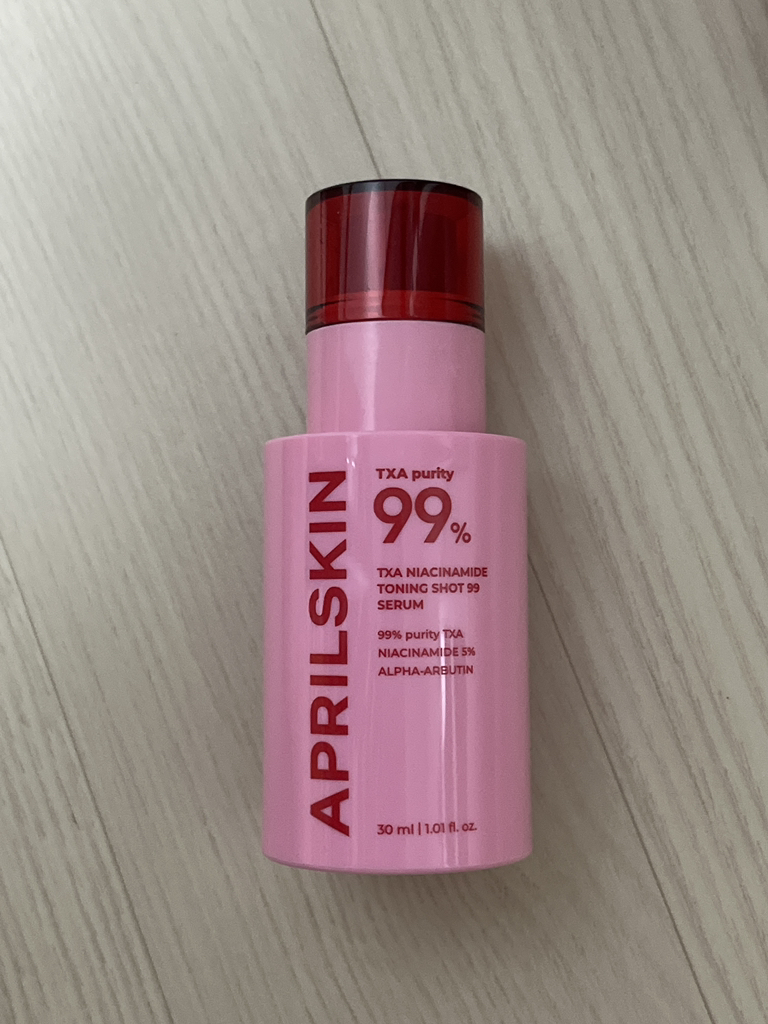 APRILSKIN
TXA purity
99%
TXA NIACINAMIDE
TONING SHOT 99
SERUM
99% purity TXA
NIACINAMIDE 5%
ALPHA-ARBUTIN
30 ml | 1.01 fl. oz.